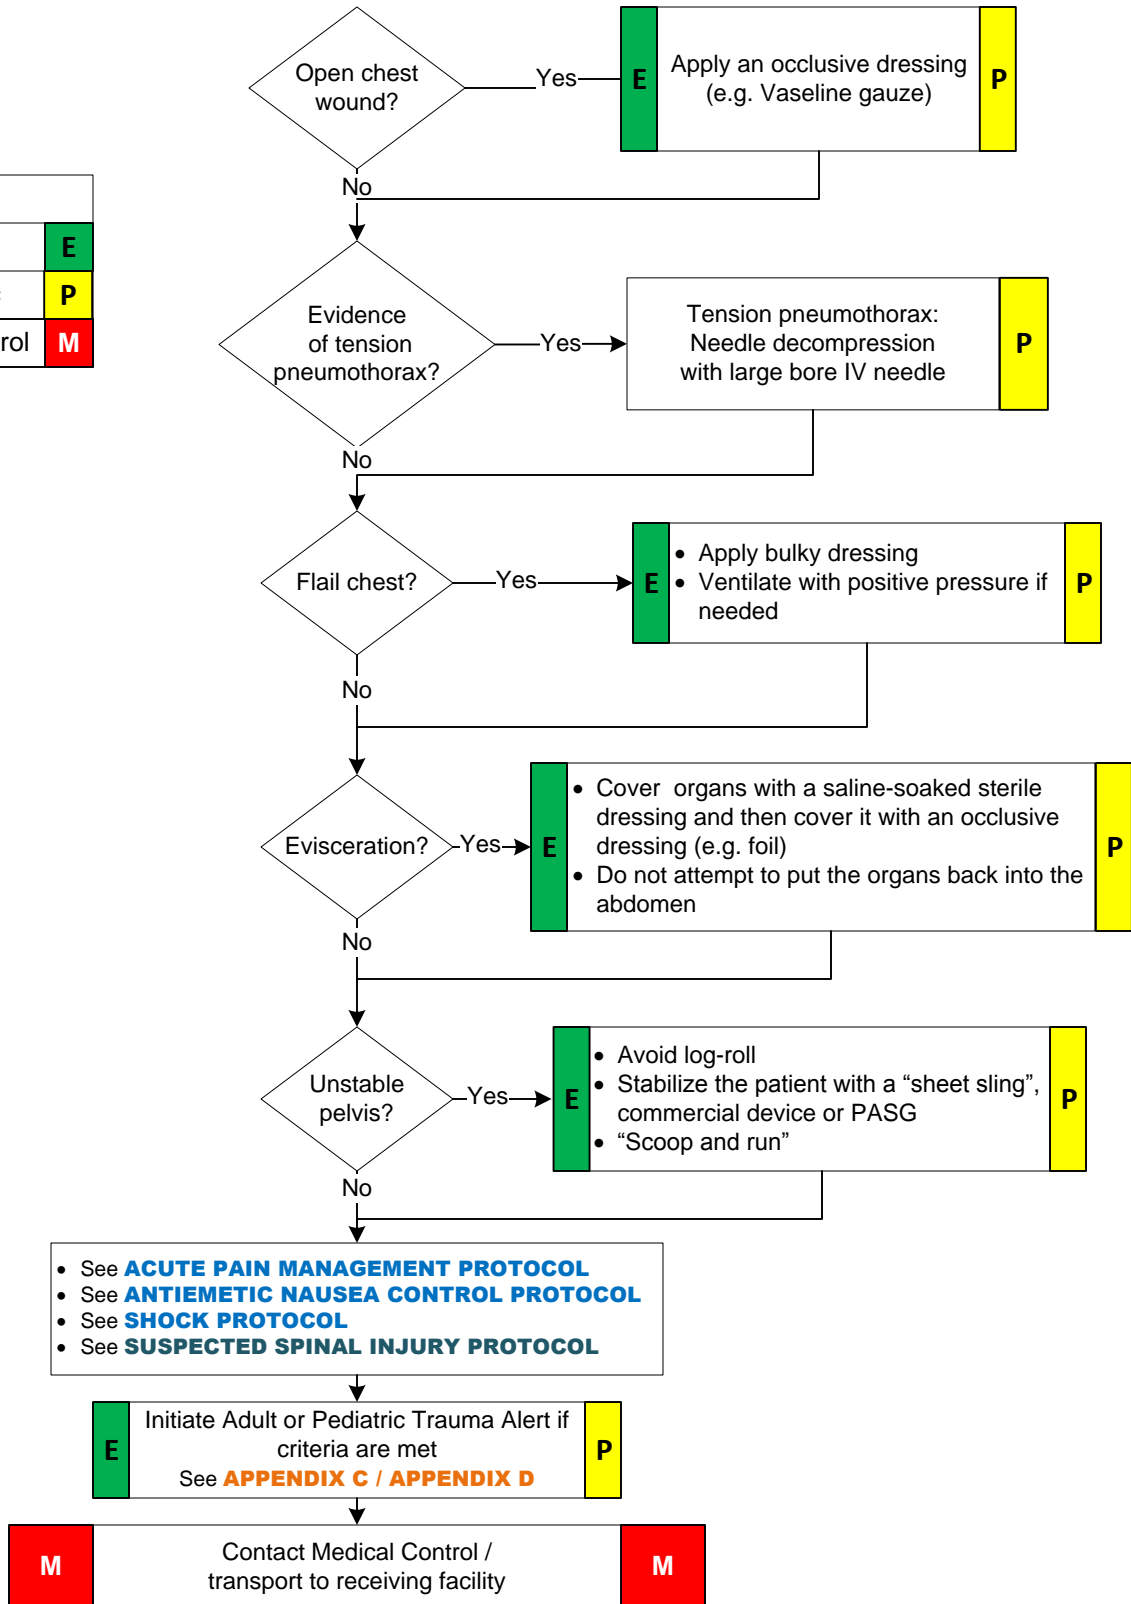 Open chest
wound?
Yes
E
Apply an occlusive dressing
(e.g. Vaseline gauze)
P
No
E
P
rol
M
Evidence
of tension
pneumothorax?
Yes
Tension pneumothorax:
Needle decompression
with large bore IV needle
P
No
Flail chest?
Yes
E
• Apply bulky dressing
• Ventilate with positive pressure if
needed
P
No
Evisceration?
Yes
E
• Cover organs with a saline-soaked sterile
dressing and then cover it with an occlusive
dressing (e.g. foil)
• Do not attempt to put the organs back into the
abdomen
P
No
Unstable
pelvis?
Yes
E
• Avoid log-roll
• Stabilize the patient with a “sheet sling”,
commercial device or PASG
• “Scoop and run”
P
No
• See ACUTE PAIN MANAGEMENT PROTOCOL
• See ANTIEMETIC NAUSEA CONTROL PROTOCOL
• See SHOCK PROTOCOL
• See SUSPECTED SPINAL INJURY PROTOCOL
E
Initiate Adult or Pediatric Trauma Alert if
criteria are met
See APPENDIX C / APPENDIX D
P
M
Contact Medical Control /
transport to receiving facility
M